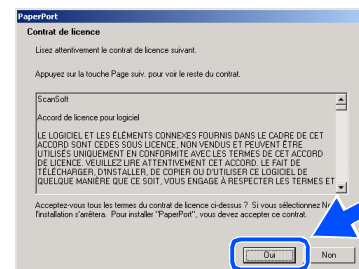 PaperPort
Contrat de licence
Lisez attentivement le contrat de licence suivant.
Appuyez sur la touche Page suiv. pour voir le reste du contrat.
ScanSoft
Accord de licence pour logiciel
LE LOGICIEL ET LES ÉLÉMENTS CONNEXES FOURNIS DANS LE CADRE DE CET
ACCORD SONT CEDES SOUS LICENCE, NON VENDUS ET PEUVENT ÊTRE
UTILISÉS UNIQUEMENT EN CONFORMITE AVEC LES TERMES DE CET ACCORD
DE LICENCE. VEUILLEZ LIRE ATTENTIVEMENT CET ACCORD. LE FAIT DE
TÉLÉCHARGER, D'INSTALLER, DE COPIER OU D'UTILISER CE LOGICIEL DE
QUELQUE MANIÈRE QUE CE SOIT, VOUS ENGAGE À RESPECTER LES TERMES ET
Acceptez-vous tous les termes du contrat de licence ci-dessus ? Si vous sélectionnez
l'installation s'arrêtera. Pour installer "PaperPort", vous devez accepter ce contrat.
Oui
Non